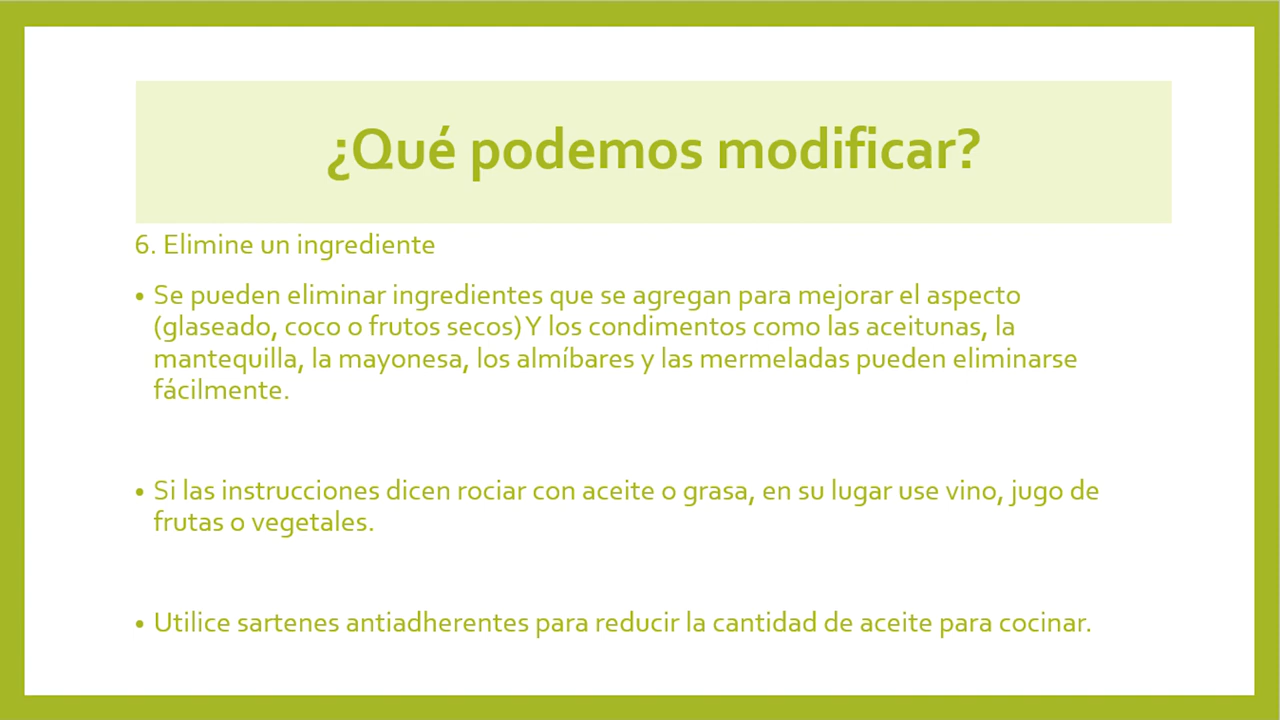 ¿Qué podemos modificar?
6. Elimine un ingrediente
• Se pueden eliminar ingredientes que se agregan para mejorar el aspecto
(glaseado, coco o frutos secos) Y los condimentos como las aceitunas, la
mantequilla, la mayonesa, los almíbares y las mermeladas pueden eliminarse
fácilmente.
• Si las instrucciones dicen rociar con aceite o grasa, en su lugar use vino, jugo de
frutas o vegetales.
• Utilice sartenes antiadherentes para reducir la cantidad de aceite para cocinar.